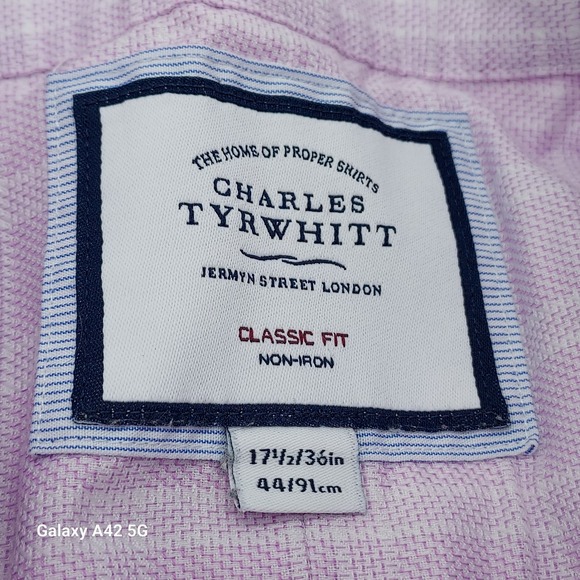 THE HOME OF PROPER SHIRTS
CHARLES
TYRWHITT
JERMYN STREET LONDON
CLASSIC FIT
NON-IRON
17½/36in
44/91cm
Galaxy A42 5G